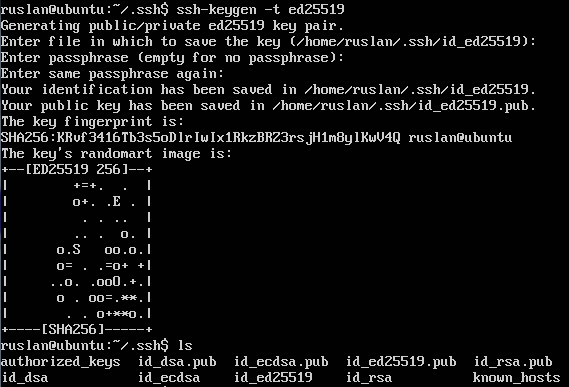 ruslan@ubuntu:~/.ssh$ ssh-keygen -t ed25519
Generating public/private ed25519 key pair.
Enter file in which to save the key (/home/ruslan/.ssh/id_ed25519):
Enter passphrase (empty for no passphrase):
Enter same passphrase again:
Your identification has been saved in /home/ruslan/.ssh/id_ed25519.
Your public key has been saved in /home/ruslan/.ssh/id_ed25519.pub.
The key fingerprint is:
SHA256:KRvf3416Tb3s5oDlrIwIx1RkzBRZ3rsjH1m8ylKwV4Q ruslan@ubuntu
The key's randomart image is:
+--[ED25519 256]--+
|        +=+.  .  |
|        o+. .E . |
|         . . ..  |
|        .. .  o. |
|      o.S   oo.o.|
|      o= . .=o+ +|
|     ..o. .ooO.+.|
|      o . oo=.**.|
|       . . o+**o.|
+----[SHA256]-----+
ruslan@ubuntu:~/.ssh$ ls
authorized_keys  id_dsa.pub  id_ecdsa.pub  id_ed25519.pub  id_rsa.pub
id_dsa           id_ecdsa    id_ed25519    id_rsa          known_hosts